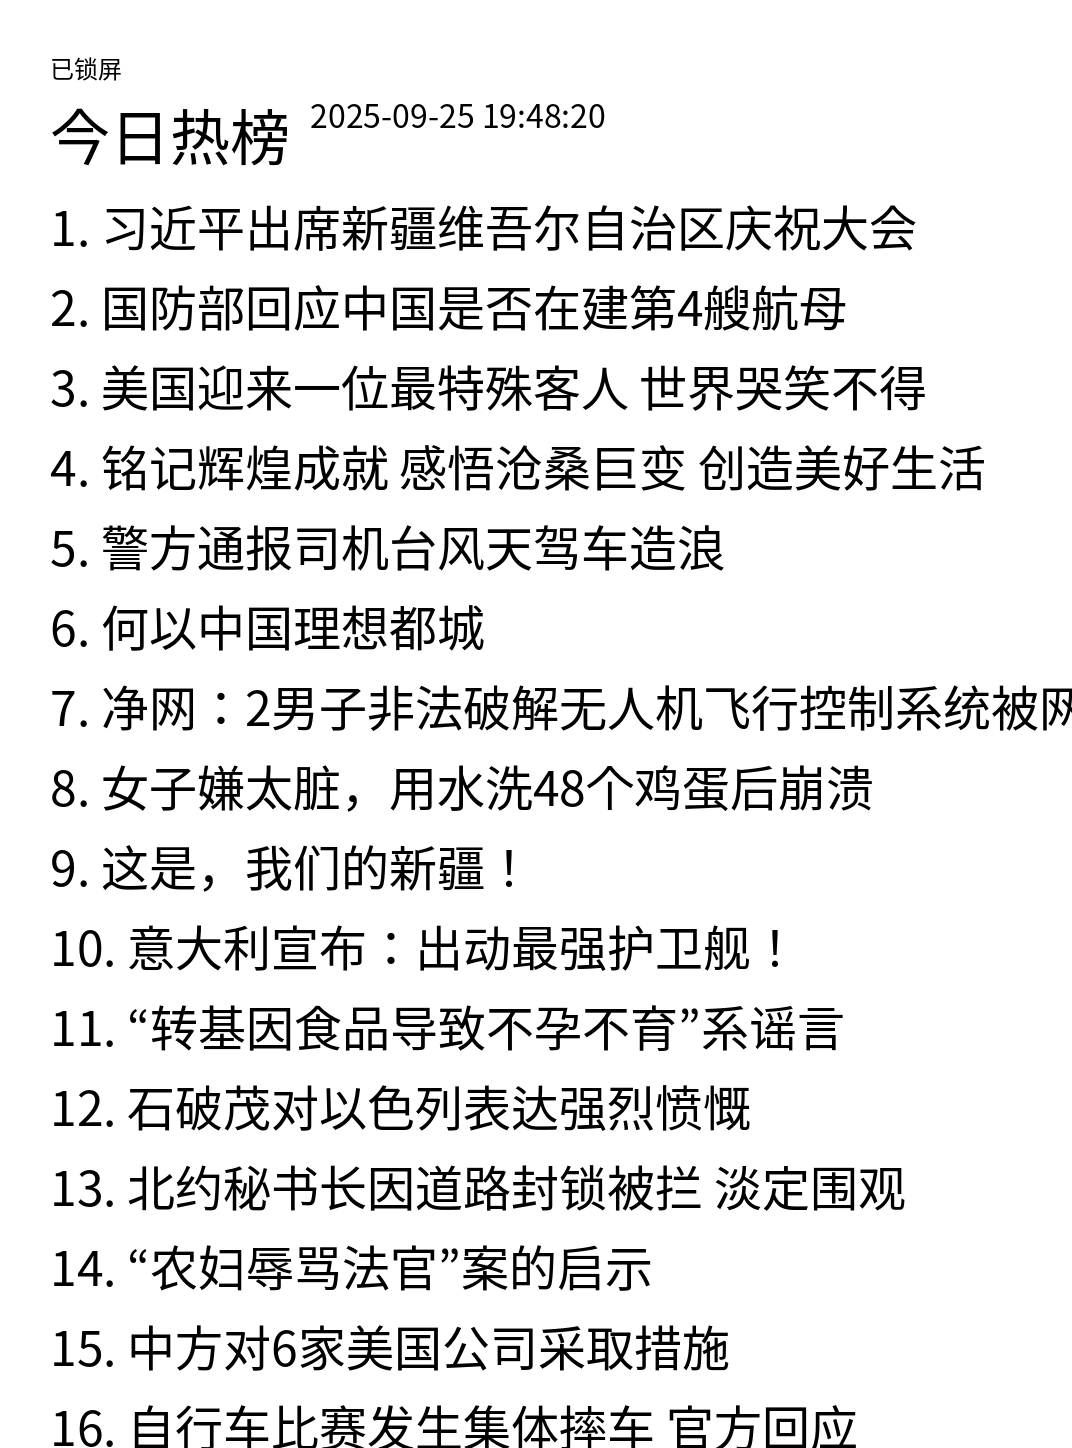 已锁屏
今日热榜 2025-09-25 19:48:20
1. 习近平出席新疆维吾尔自治区庆祝大会
2. 国防部回应中国是否在建第4艘航母
3. 美国迎来一位最特殊客人 世界哭笑不得
4. 铭记辉煌成就 感悟沧桑巨变 创造美好生活
5. 警方通报司机台风天驾车造浪
6. 何以中国理想都城
7. 净网：2男子非法破解无人机飞行控制系统被网
8. 女子嫌太脏，用水洗48个鸡蛋后崩溃
9. 这是，我们的新疆！
10. 意大利宣布：出动最强护卫舰！
11. “转基因食品导致不孕不育”系谣言
12. 石破茂对以色列表达强烈愤慨
13. 北约秘书长因道路封锁被拦 淡定围观
14. “农妇辱骂法官”案的启示
15. 中方对6家美国公司采取措施
16. 自行车比赛发生集体摔车 官方回应